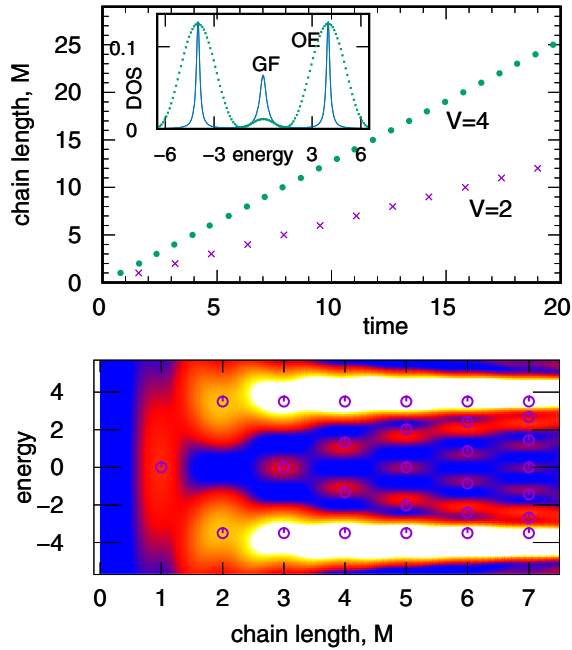 25
20
15
10
5
0
chain length, M
0.1
0
DOS
OE
GF
−6 −3 energy 3 6
V=4
V=2
0 5 10 15 20
time
4
2
0
−2
−4
energy
0 1 2 3 4 5 6 7
chain length, M